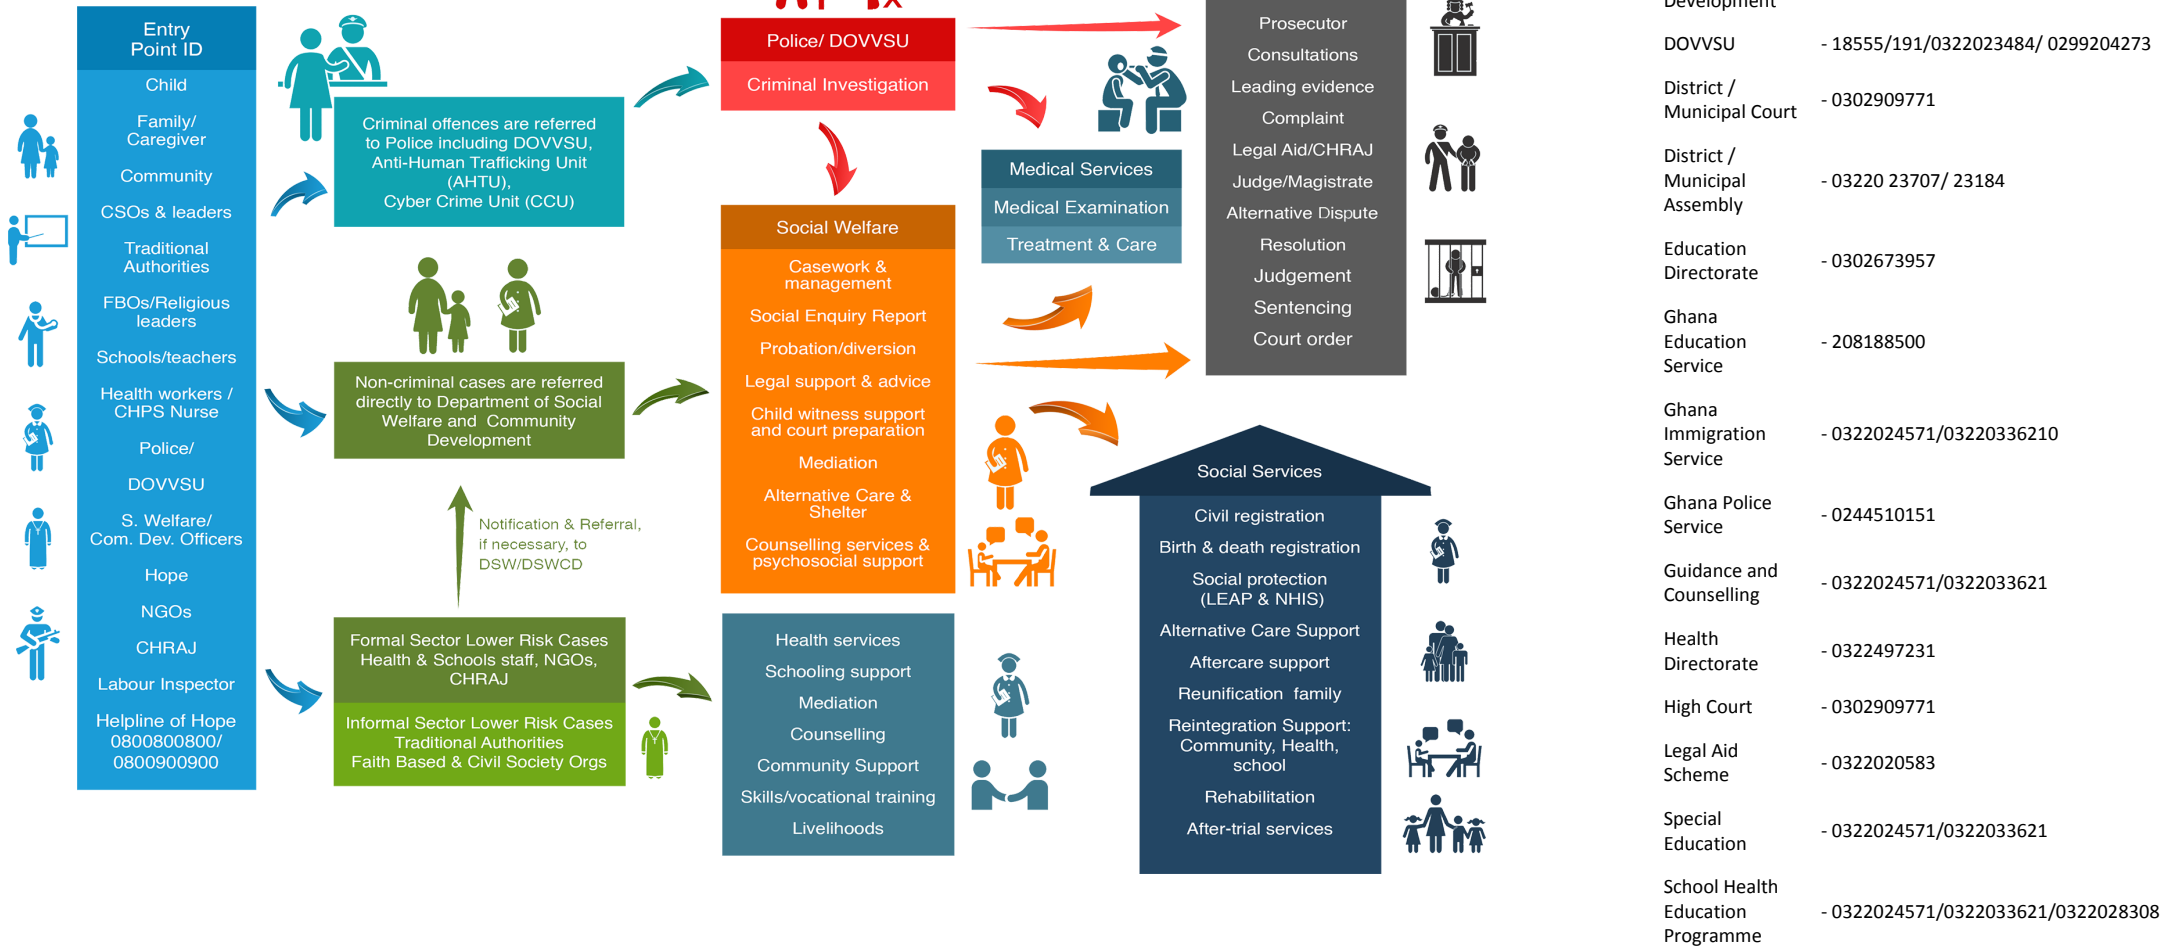 Entry
Point ID
Child
Family/
Caregiver
Community
CSOs & leaders
Traditional
Authorities
FBOs/Religious
leaders
Schools/teachers
Health workers /
CHPS Nurse
Police/
DOVVSU
S. Welfare/
Com. Dev. Officers
Hope
NGOs
CHRAJ
Labour Inspector
Helpline of Hope
0800800800/
0800900900
Criminal offences are referred
to Police including DOVVSU,
Anti-Human Trafficking Unit
(AHTU),
Cyber Crime Unit (CCU)
Non-criminal cases are referred
directly to Department of Social
Welfare and Community
Development
Notification & Referral,
if necessary, to
DSW/DSWCD
Formal Sector Lower Risk Cases
Health & Schools staff, NGOs,
CHRAJ
Informal Sector Lower Risk Cases
Traditional Authorities
Faith Based & Civil Society Orgs
Police/ DOVVSU
Criminal Investigation
Social Welfare
Casework &
management
Social Enquiry Report
Probation/diversion
Legal support & advice
Child witness support
and court preparation
Mediation
Alternative Care &
Shelter
Counselling services &
psychosocial support
Health services
Schooling support
Mediation
Counselling
Community Support
Skills/vocational training
Livelihoods
Medical Services
Medical Examination
Treatment & Care
Prosecutor
Consultations
Leading evidence
Complaint
Legal Aid/CHRAJ
Judge/Magistrate
Alternative Dispute
Resolution
Judgement
Sentencing
Court order
Social Services
Civil registration
Birth & death registration
Social protection
(LEAP & NHIS)
Alternative Care Support
Aftercare support
Reunification family
Reintegration Support:
Community, Health,
school
Rehabilitation
After-trial services
Development
DOVVSU - 18555/191/0322023484/ 0299204273
District /
Municipal Court - 0302909771
District /
Municipal - 03220 23707/ 23184
Assembly
Education
Directorate - 0302673957
Ghana
Education - 208188500
Service
Ghana
Immigration - 0322024571/03220336210
Service
Ghana Police
Service - 0244510151
Guidance and
Counselling - 0322024571/0322033621
Health
Directorate - 0322497231
High Court - 0302909771
Legal Aid
Scheme - 0322020583
Special
Education - 0322024571/0322033621
School Health
Education - 0322024571/0322033621/0322028308
Programme